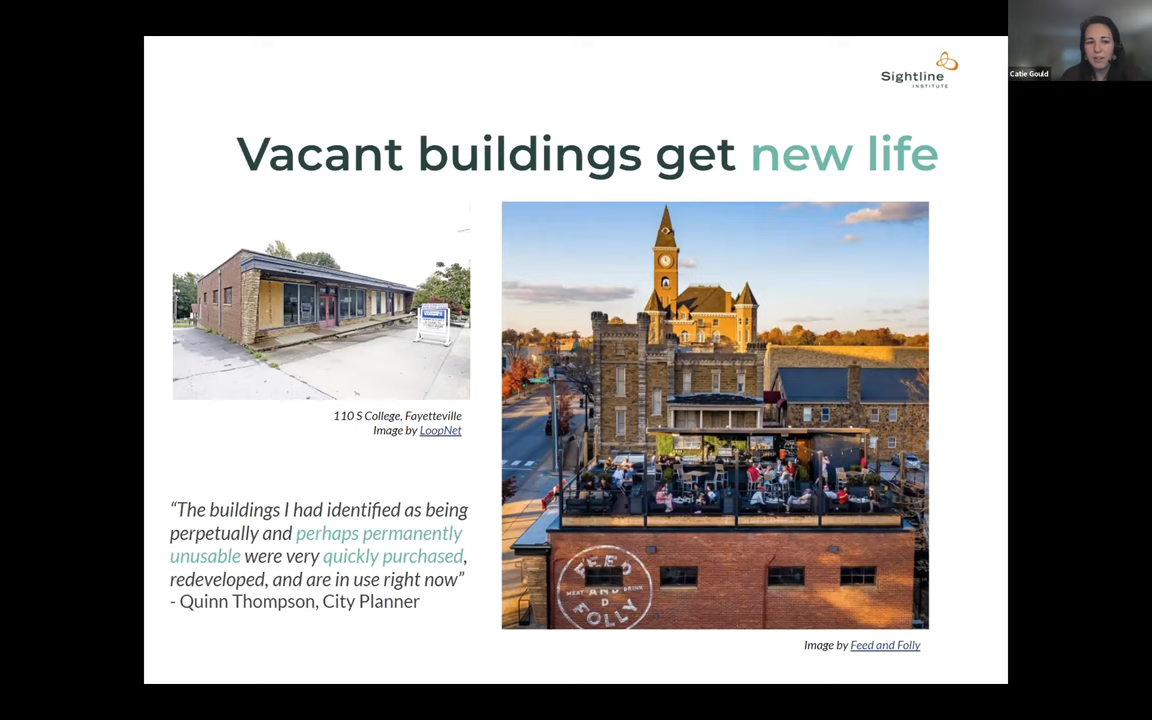 Catie Gould
Sightline
INSTITUTE
Vacant buildings get new life
110 S College, Fayetteville
Image by LoopNet
“The buildings I had identified as being
perpetually and perhaps permanently
unusable were very quickly purchased,
redeveloped, and are in use right now”
- Quinn Thompson, City Planner
FEED
MEAT AND DRINK
FOLLY
Image by Feed and Folly